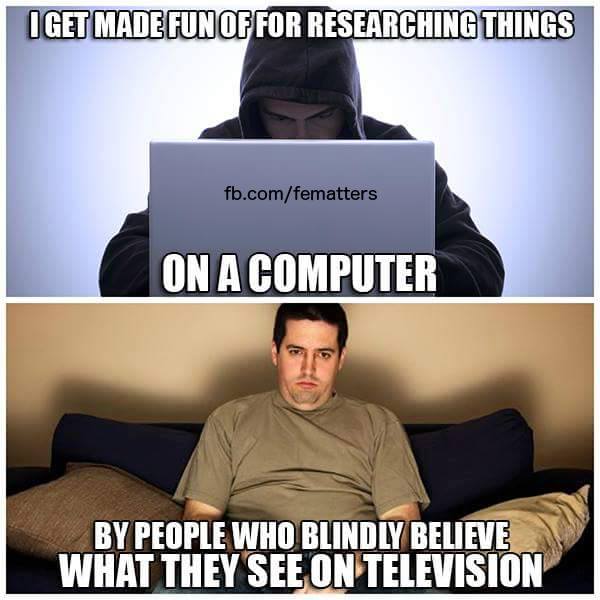 I GET MADE FUN OF FOR RESEARCHING THINGS
fb.com/fematters
ON A COMPUTER
BY PEOPLE WHO BLINDLY BELIEVE
WHAT THEY SEE ON TELEVISION